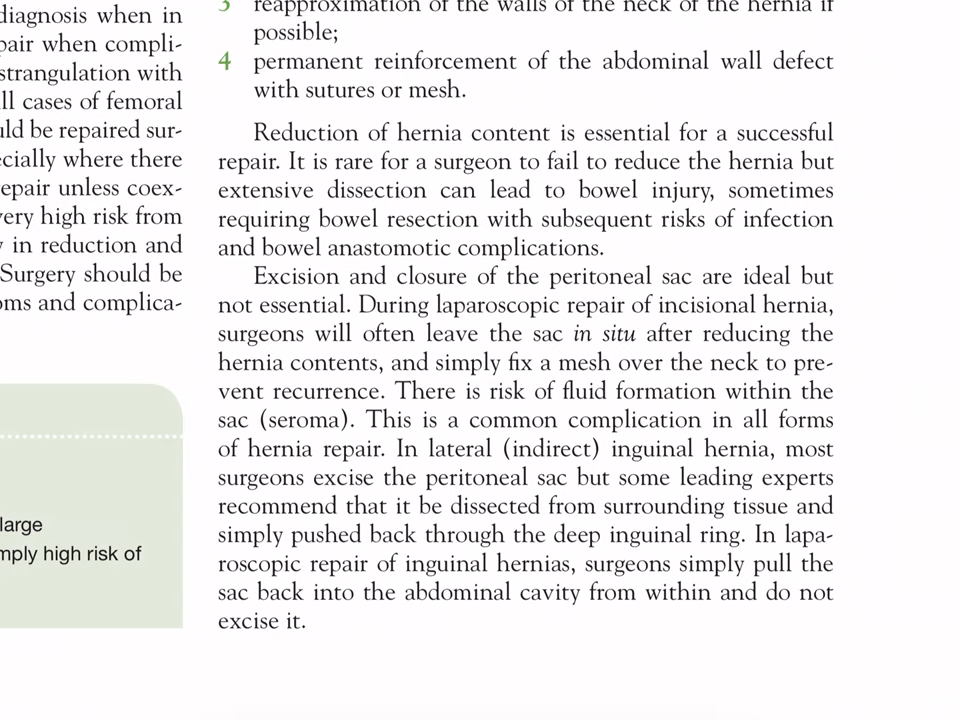 diagnosis when in
pair when compli-
strangulation with
ll cases of femoral
uld be repaired sur-
ecially where there
epair unless coex-
very high risk from
in reduction and
Surgery should be
oms and complica-
large
mply high risk of
3 reapproximation of the walls of the neck of the hernia if
possible;
4 permanent reinforcement of the abdominal wall defect
with sutures or mesh.
Reduction of hernia content is essential for a successful
repair. It is rare for a surgeon to fail to reduce the hernia but
extensive dissection can lead to bowel injury, sometimes
requiring bowel resection with subsequent risks of infection
and bowel anastomotic complications.
Excision and closure of the peritoneal sac are ideal but
not essential. During laparoscopic repair of incisional hernia,
surgeons will often leave the sac in situ after reducing the
hernia contents, and simply fix a mesh over the neck to pre-
vent recurrence. There is risk of fluid formation within the
sac (seroma). This is a common complication in all forms
of hernia repair. In lateral (indirect) inguinal hernia, most
surgeons excise the peritoneal sac but some leading experts
recommend that it be dissected from surrounding tissue and
simply pushed back through the deep inguinal ring. In lapa-
roscopic repair of inguinal hernias, surgeons simply pull the
sac back into the abdominal cavity from within and do not
excise it.